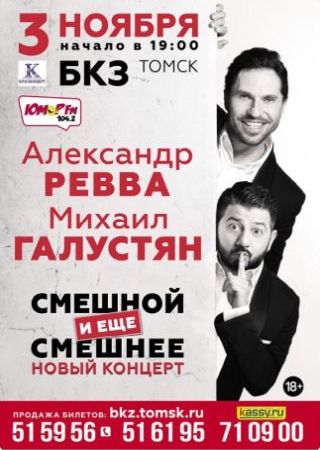 3 НОЯБРЯ
начало в 19:00
БКЗ ТОМСК
ЮМОР FM
104.2
Александр
РЕВВА
Михаил
ГАЛУСТЯН
СМЕШНОЙ
И ЕЩЕ
СМЕШНЕЕ
НОВЫЙ КОНЦЕРТ
18+
ПРОДАЖА БИЛЕТОВ: bkz.tomsk.ru kassy.ru
51 59 56 51 61 95 71 09 00